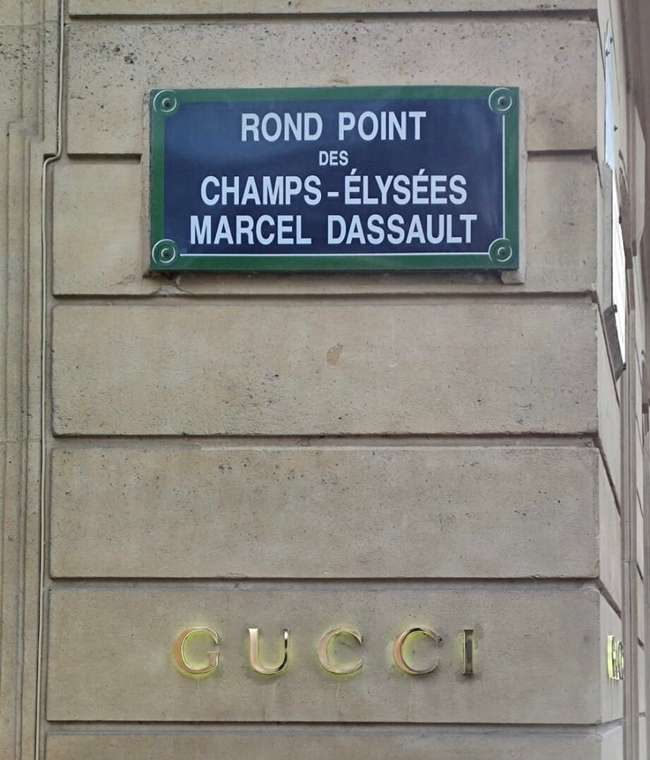 ROND POINT
DES
CHAMPS-ÉLYSÉES
MARCEL DASSAULT
GUCCI